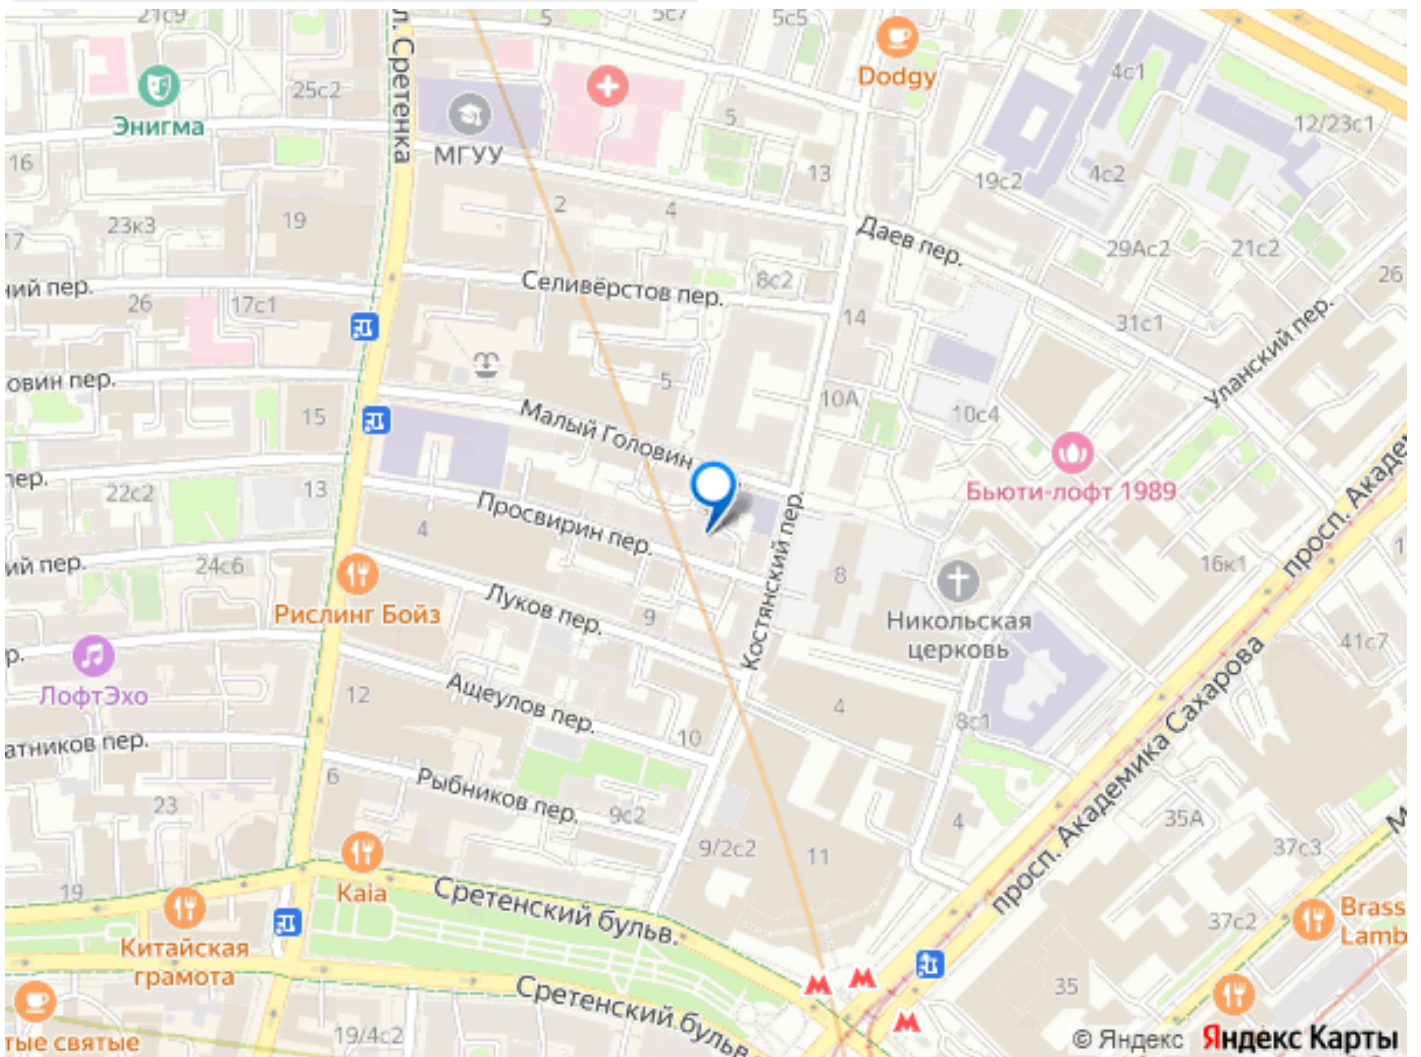 21с9
л. Сретенка
5
5с7
5с5
Dodgy
4с1
Энигма
25с2
МГУУ
5
12/23с1
16
13
19с2
4с2
23к3
19
2
4
17
Даев пер.
29Ас2
21с2
26
ний пер.
26
17с1
Селивёрстов пер.
8с2
14
31с1
Уланский пер.
овин пер.
15
5
Малый Головин
10А
10с4
Бьюти-лофт 1989
пер.
22с2
13
Просвирин пер.
4
Костянский пер.
просп. Академ
ий пер.
24с6
Рислинг Бойз
Луков пер.
9
8
Никольская
церковь
16к1
1
41с7
р.
ЛофтЭхо
12
Ащеулов пер.
10
4
8с1
просп. Академика Сахарова
атников пер.
6
Рыбников пер.
9с2
23
9/2с2
11
4
35А
37с3
М
19
Kaia
Сретенский бульв.
37с2
Brass
Lamb
Китайская
грамота
Сретенский бульв
35
тые святые
19/4с2
© Яндекс Яндекс Карты